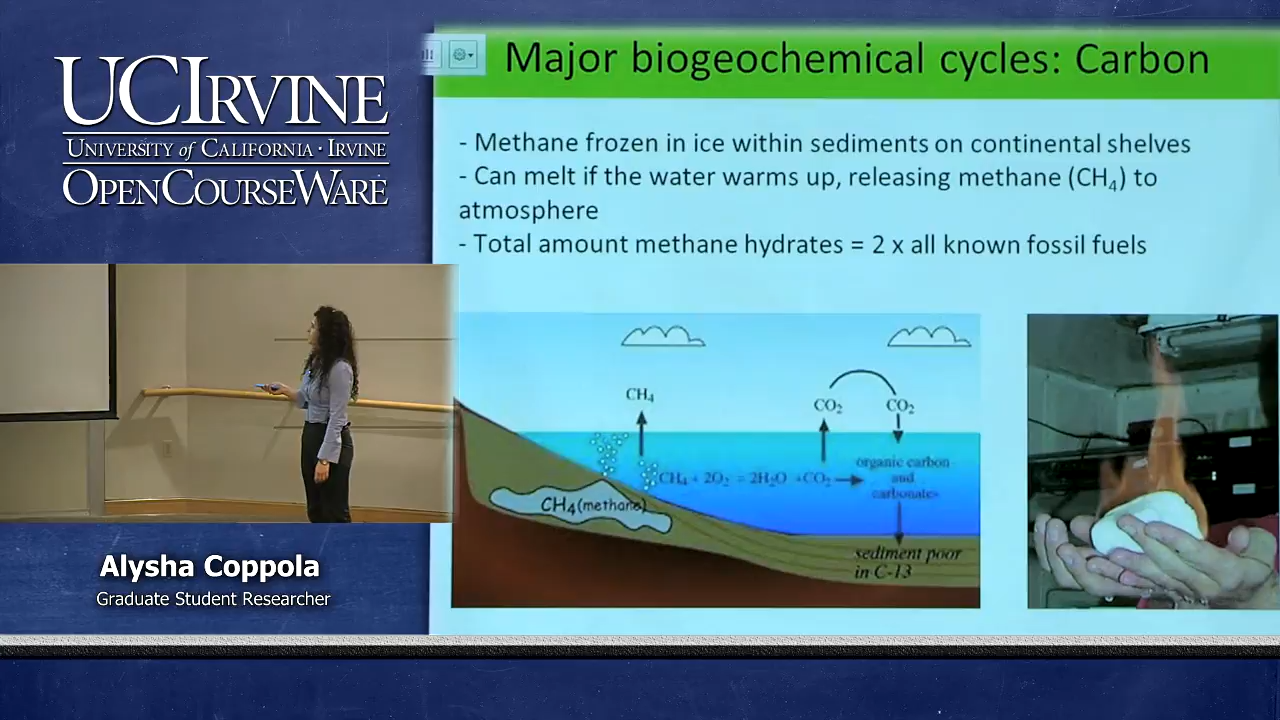 UCIRVINE
UNIVERSITY of CALIFORNIA · IRVINE
OPENCOURSEWARE
Major biogeochemical cycles: Carbon
- Methane frozen in ice within sediments on continental shelves
- Can melt if the water warms up, releasing methane (CH₄) to
atmosphere
- Total amount methane hydrates = 2 x all known fossil fuels
CH₄
CO₂
CO₂
CH₄ + 2O₂ = 2H₂O + CO₂
organic carbon
and
carbonates
CH₄(methane)
sediment poor
in C-13
Alysha Coppola
Graduate Student Researcher